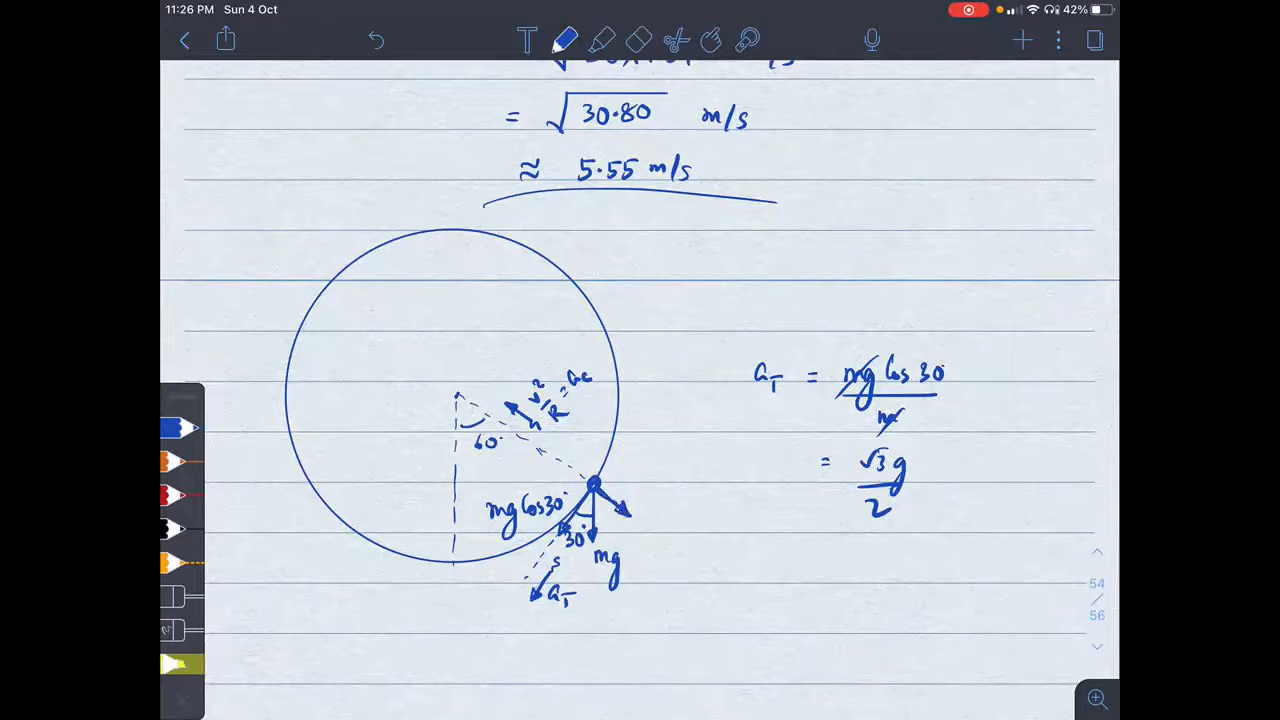 11:26 PM Sun 4 Oct
42%
= √30.80 m/s
≈ 5.55 m/s
v²/R = ac
60°
mg Cos30°
30°
mg
aT
aT = mg Cos 30 / m
= √3g / 2
54
/
56